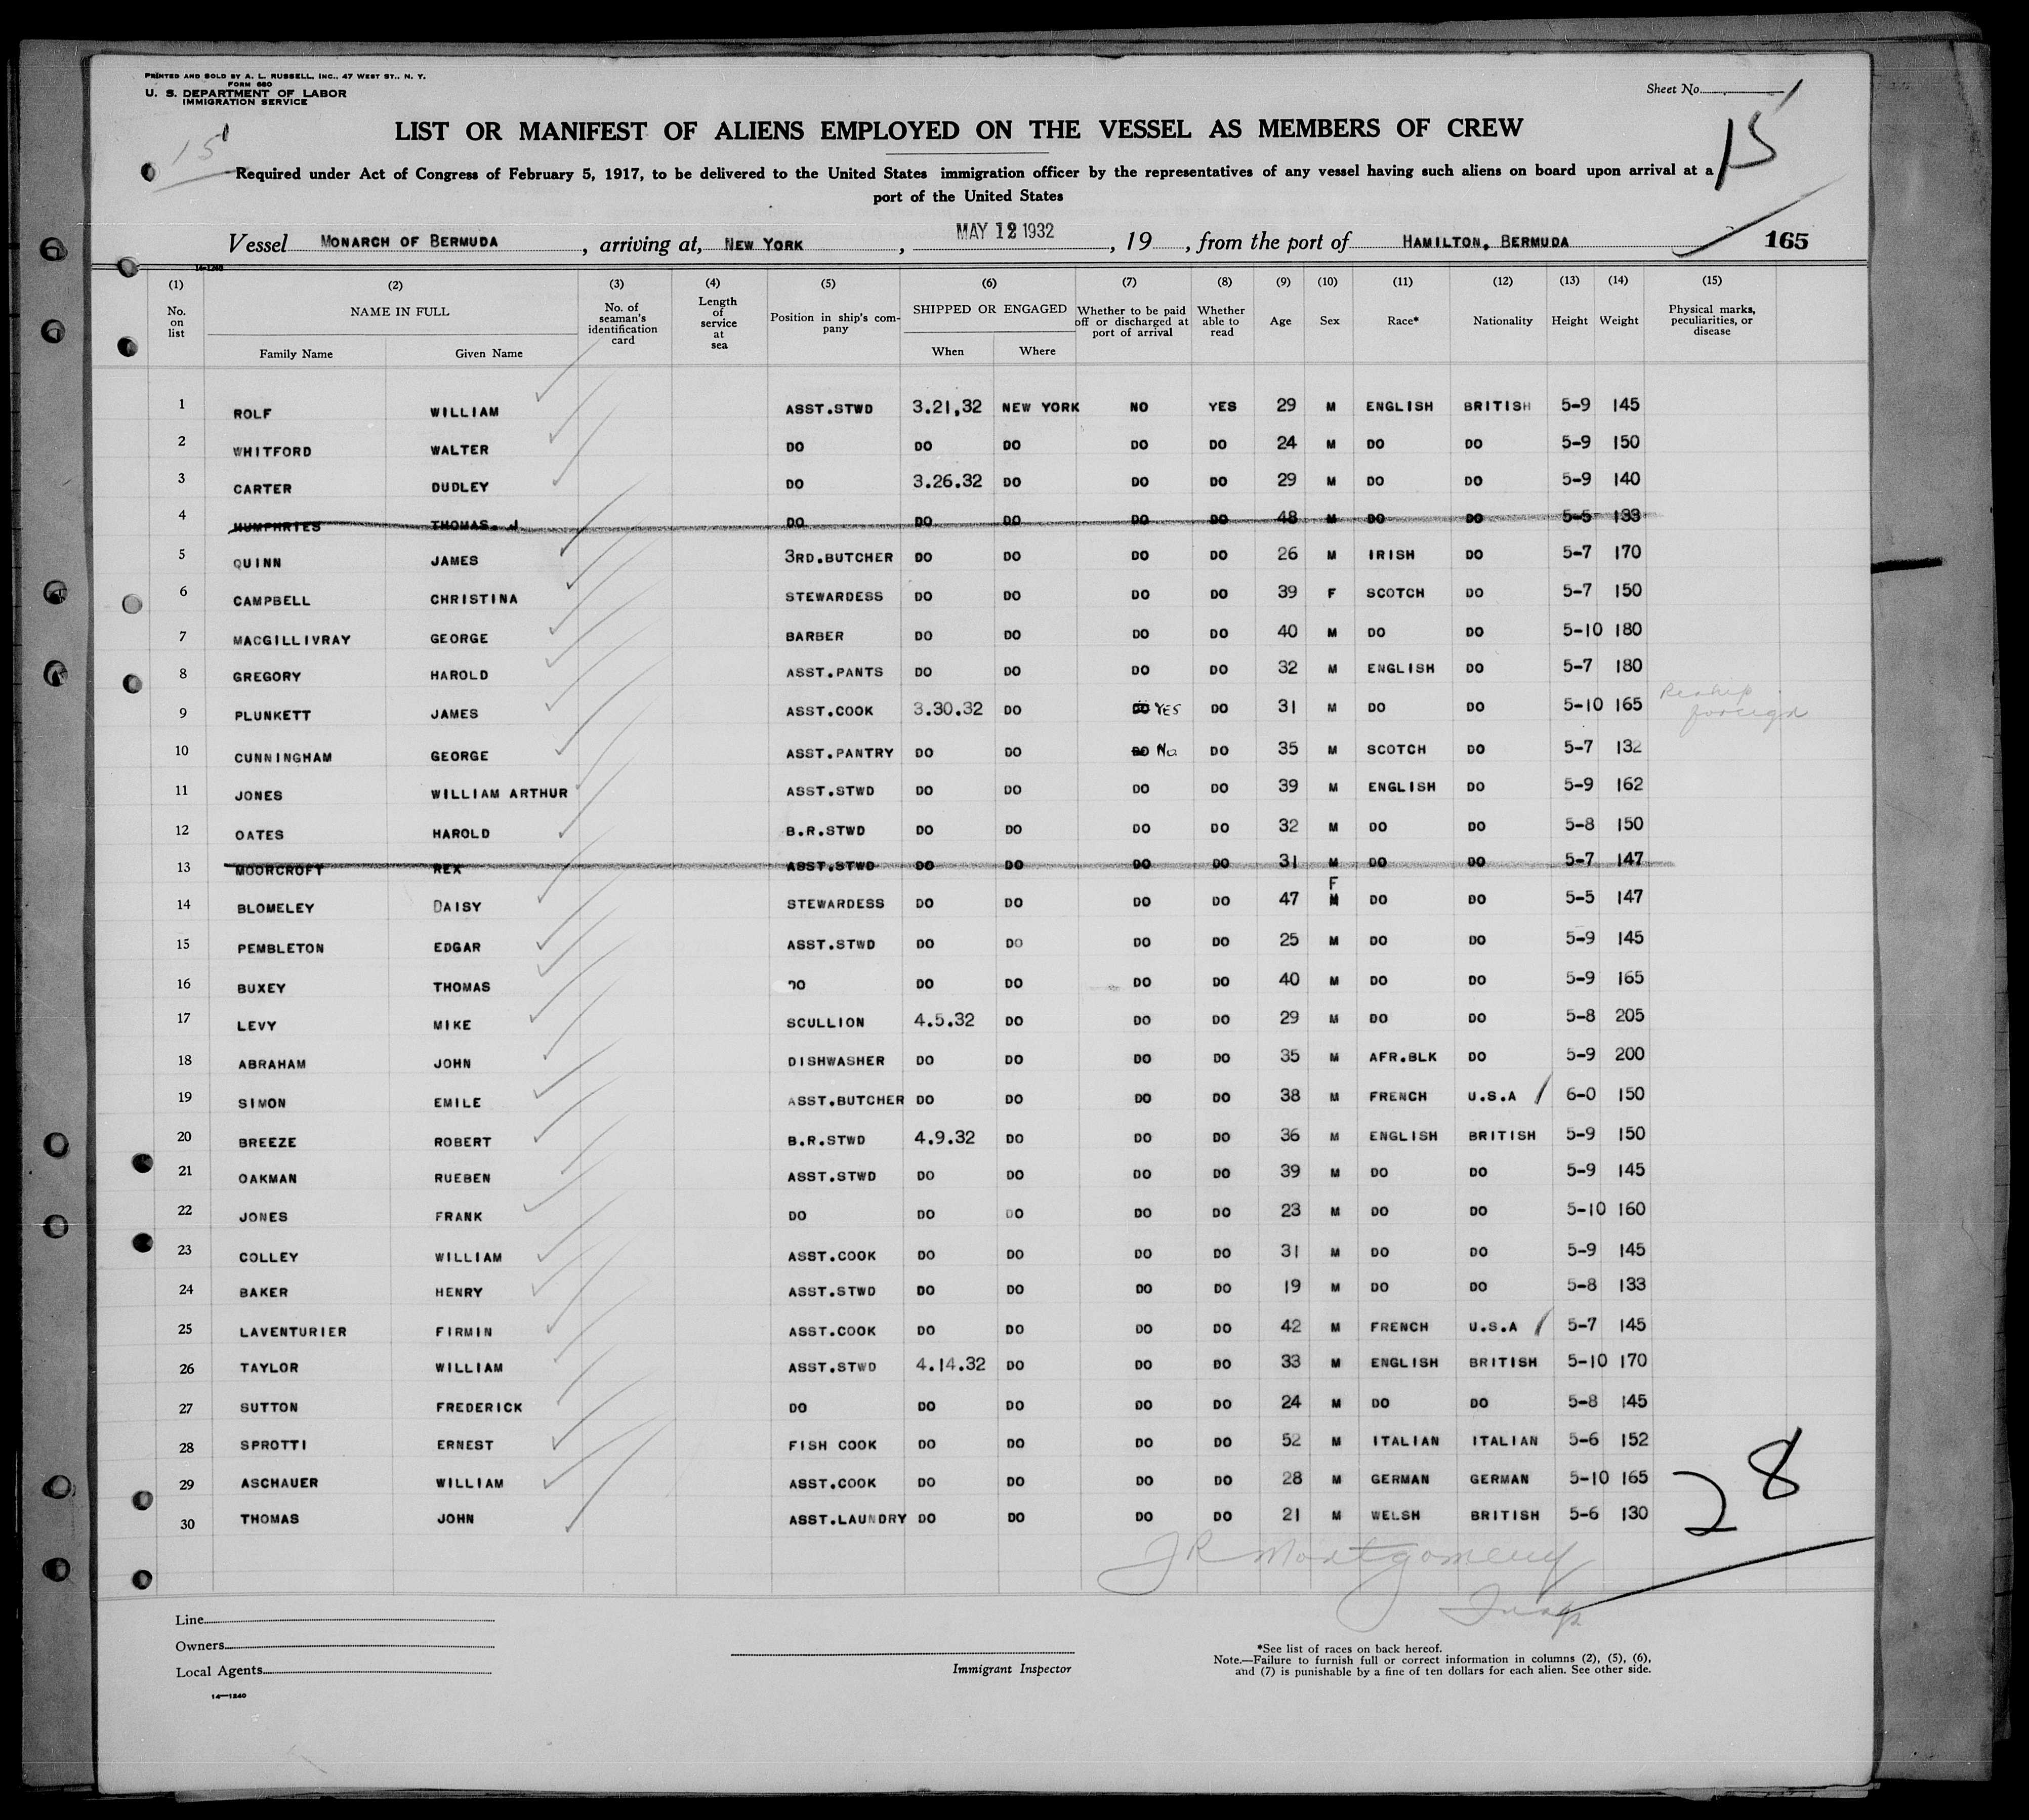 PRINTED AND SOLD BY A. L. RUSSELL, INC., 47 WEST ST., N. Y.
FORM 680
U. S. DEPARTMENT OF LABOR
IMMIGRATION SERVICE
Sheet No.
15
15
LIST OR MANIFEST OF ALIENS EMPLOYED ON THE VESSEL AS MEMBERS OF CREW
Required under Act of Congress of February 5, 1917, to be delivered to the United States immigration officer by the representatives of any vessel having such aliens on board upon arrival at a
port of the United States
Vessel MONARCH OF BERMUDA, arriving at, NEW YORK, MAY 12 1932, 19, from the port of HAMILTON, BERMUDA 165
14-1240
(1) (2) (3) (4) (5) (6) (7) (8) (9) (10) (11) (12) (13) (14) (15)
No. on list NAME IN FULL Family Name Given Name No. of seaman's identification card Length of service at sea Position in ship's company SHIPPED OR ENGAGED When Where Whether to be paid off or discharged at port of arrival Whether able to read Age Sex Race* Nationality Height Weight Physical marks, peculiarities, or disease
1 ROLF WILLIAM ASST.STWD 3.21,32 NEW YORK NO YES 29 M ENGLISH BRITISH 5-9 145
2 WHITFORD WALTER DO DO DO DO DO 24 M DO DO 5-9 150
3 CARTER DUDLEY DO 3.26.32 DO DO DO 29 M DO DO 5-9 140
4 HUMPHRIES THOMAS. J DO DO DO DO DO 48 M DO DO 5-5 133
5 QUINN JAMES 3RD.BUTCHER DO DO DO DO 26 M IRISH DO 5-7 170
6 CAMPBELL CHRISTINA STEWARDESS DO DO DO DO 39 F SCOTCH DO 5-7 150
7 MACGILLIVRAY GEORGE BARBER DO DO DO DO 40 M DO DO 5-10 180
8 GREGORY HAROLD ASST.PANTS DO DO DO DO 32 M ENGLISH DO 5-7 180
9 PLUNKETT JAMES ASST.COOK 3.30.32 DO DO YES DO 31 M DO DO 5-10 165 Reship foreign
10 CUNNINGHAM GEORGE ASST.PANTRY DO DO DO No DO 35 M SCOTCH DO 5-7 132
11 JONES WILLIAM ARTHUR ASST.STWD DO DO DO DO 39 M ENGLISH DO 5-9 162
12 OATES HAROLD B.R.STWD DO DO DO DO 32 M DO DO 5-8 150
13 MOORCROFT REX ASST.STWD DO DO DO DO 31 M DO DO 5-7 147
14 BLOMELEY DAISY STEWARDESS DO DO DO DO 47 F M DO DO 5-5 147
15 PEMBLETON EDGAR ASST.STWD DO DO DO DO 25 M DO DO 5-9 145
16 BUXEY THOMAS DO DO DO DO DO 40 M DO DO 5-9 165
17 LEVY MIKE SCULLION 4.5.32 DO DO DO 29 M DO DO 5-8 205
18 ABRAHAM JOHN DISHWASHER DO DO DO DO 35 M AFR.BLK DO 5-9 200
19 SIMON EMILE ASST.BUTCHER DO DO DO DO 38 M FRENCH U.S.A 6-0 150
20 BREEZE ROBERT B.R.STWD 4.9.32 DO DO DO 36 M ENGLISH BRITISH 5-9 150
21 OAKMAN RUEBEN ASST.STWD DO DO DO DO 39 M DO DO 5-9 145
22 JONES FRANK DO DO DO DO DO 23 M DO DO 5-10 160
23 COLLEY WILLIAM ASST.COOK DO DO DO DO 31 M DO DO 5-9 145
24 BAKER HENRY ASST.STWD DO DO DO DO 19 M DO DO 5-8 133
25 LAVENTURIER FIRMIN ASST.COOK DO DO DO DO 42 M FRENCH U.S.A 5-7 145
26 TAYLOR WILLIAM ASST.STWD 4.14.32 DO DO DO 33 M ENGLISH BRITISH 5-10 170
27 SUTTON FREDERICK DO DO DO DO DO 24 M DO DO 5-8 145
28 SPROTTI ERNEST FISH COOK DO DO DO DO 52 M ITALIAN ITALIAN 5-6 152
29 ASCHAUER WILLIAM ASST.COOK DO DO DO DO 28 M GERMAN GERMAN 5-10 165
30 THOMAS JOHN ASST.LAUNDRY DO DO DO DO 21 M WELSH BRITISH 5-6 130
28
JR Montgomery
Insp
Line
Owners
Local Agents
Immigrant Inspector
*See list of races on back hereof.
Note.—Failure to furnish full or correct information in columns (2), (5), (6),
and (7) is punishable by a fine of ten dollars for each alien. See other side.
14—1240